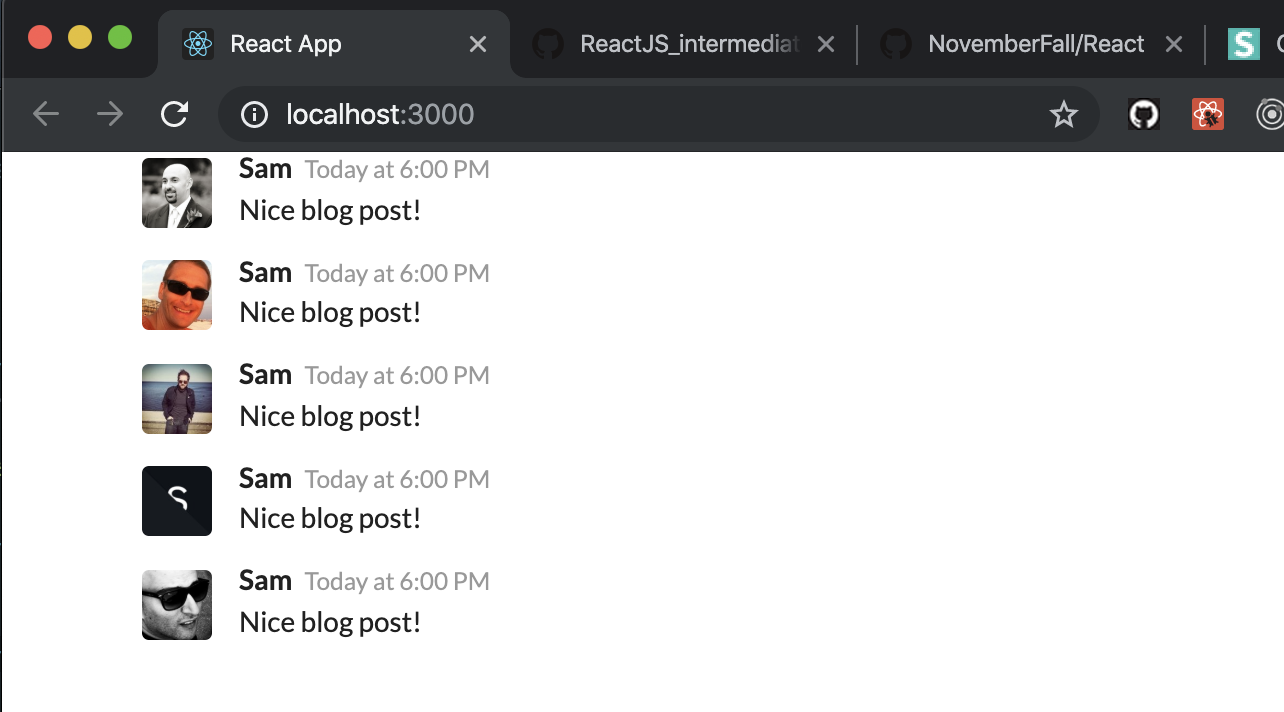 React App
ReactJS_intermediat
NovemberFall/React
S
localhost:3000
Sam Today at 6:00 PM
Nice blog post!
Sam Today at 6:00 PM
Nice blog post!
Sam Today at 6:00 PM
Nice blog post!
Sam Today at 6:00 PM
Nice blog post!
Sam Today at 6:00 PM
Nice blog post!